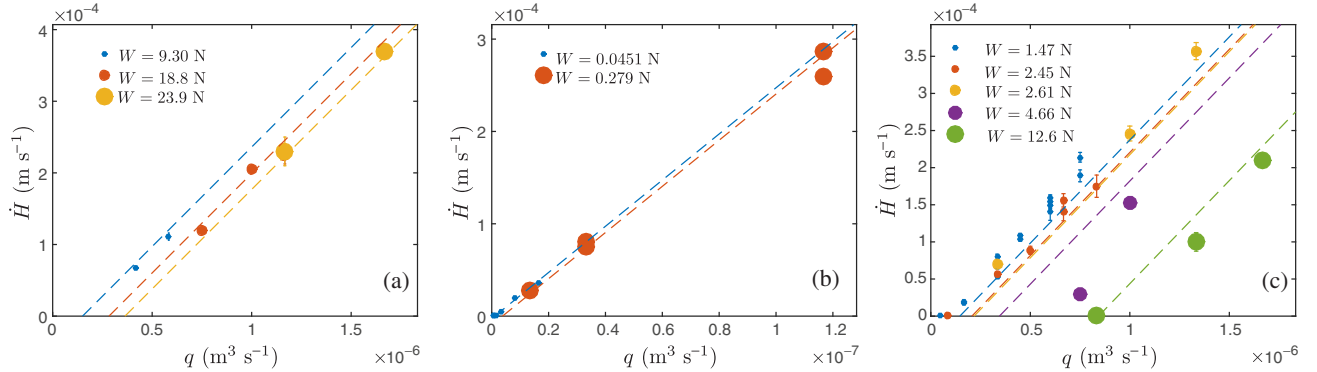 ×10⁻⁴
4
3
2
1
0
Ḣ (m s⁻¹)
W = 9.30 N
W = 18.8 N
W = 23.9 N
(a)
0 0.5 1 1.5
q (m³ s⁻¹) ×10⁻⁶
×10⁻⁴
3
2
1
0
Ḣ (m s⁻¹)
W = 0.0451 N
W = 0.279 N
(b)
0 0.2 0.4 0.6 0.8 1 1.2
q (m³ s⁻¹) ×10⁻⁷
×10⁻⁴
3.5
3
2.5
2
1.5
1
0.5
0
Ḣ (m s⁻¹)
W = 1.47 N
W = 2.45 N
W = 2.61 N
W = 4.66 N
W = 12.6 N
(c)
0 0.5 1 1.5
q (m³ s⁻¹) ×10⁻⁶